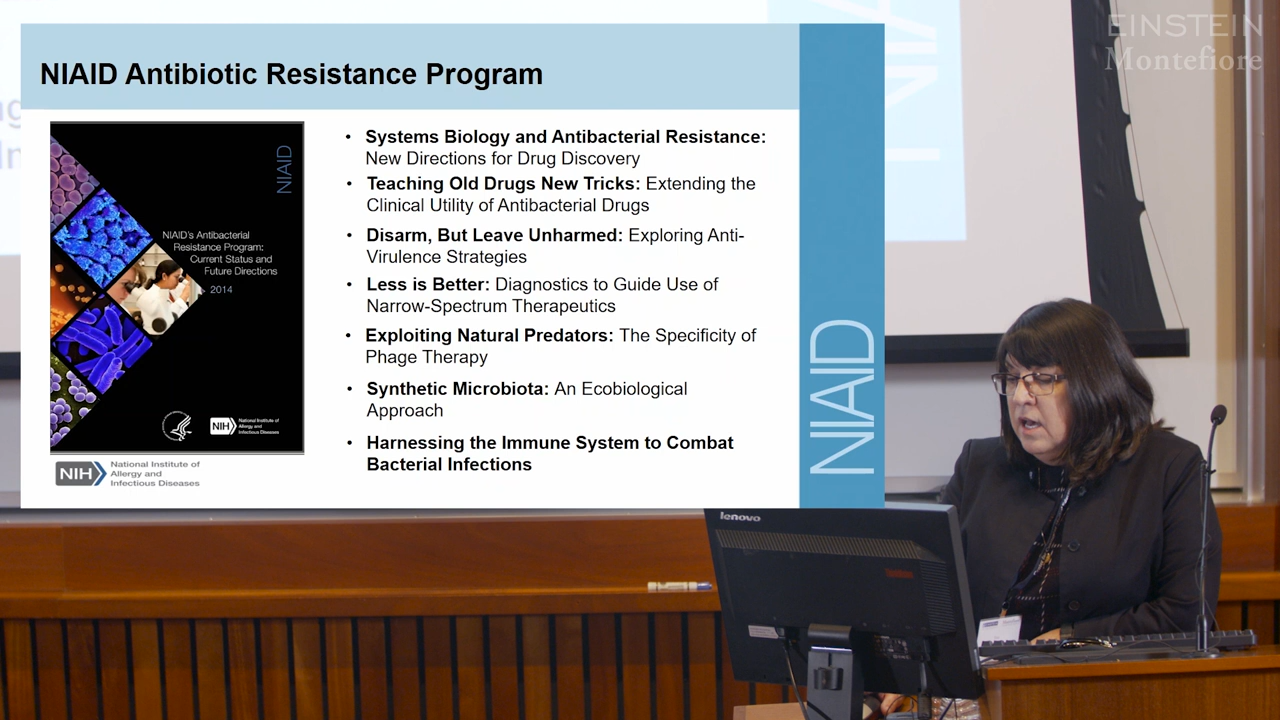 EINSTEIN
Montefiore
NIAID Antibiotic Resistance Program
NIAID
NIAID's Antibacterial
Resistance Program:
Current Status and
Future Directions
2014
NIH
National Institute of
Allergy and
Infectious Diseases
NIH
National Institute of
Allergy and
Infectious Diseases
• Systems Biology and Antibacterial Resistance:
New Directions for Drug Discovery
• Teaching Old Drugs New Tricks: Extending the
Clinical Utility of Antibacterial Drugs
• Disarm, But Leave Unharmed: Exploring Anti-
Virulence Strategies
• Less is Better: Diagnostics to Guide Use of
Narrow-Spectrum Therapeutics
• Exploiting Natural Predators: The Specificity of
Phage Therapy
• Synthetic Microbiota: An Ecobiological
Approach
• Harnessing the Immune System to Combat
Bacterial Infections
NIAID
lenovo